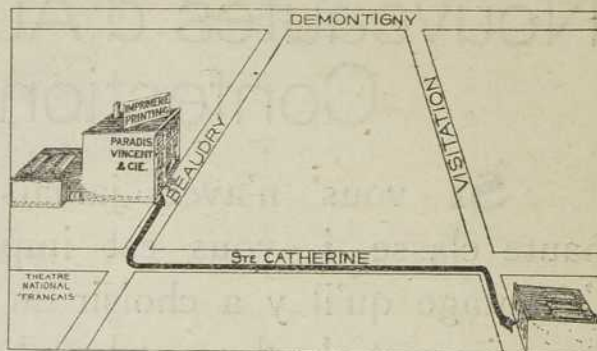 DEMONTIGNY
IMPRIMERIE
PRINTING
PARADIS
VINCENT
& CIE.
BEAUDRY
VISITATION
STE CATHERINE
THEATRE
NATIONAL
FRANCAIS